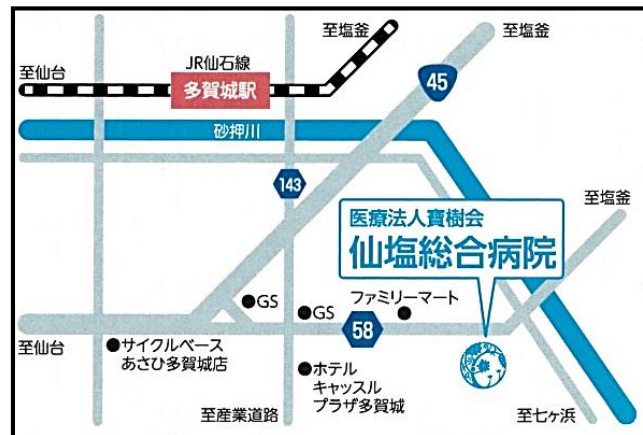 至塩釜
至塩釜
JR仙石線
至仙台
多賀城駅
45
砂押川
143
至塩釜
医療法人寶樹会
仙塩総合病院
GS
GS
ファミリーマート
58
至仙台
サイクルベース
あさひ多賀城店
ホテル
キャッスル
プラザ多賀城
至産業道路
至七ヶ浜